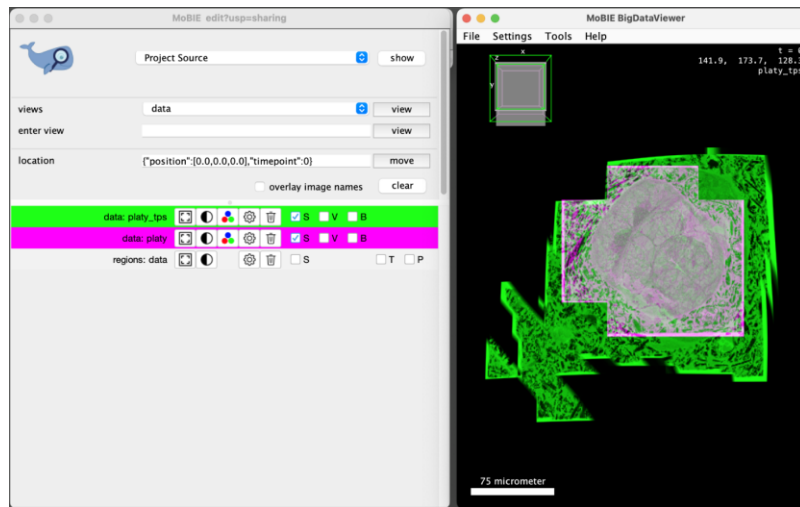 MoBIE edit?usp=sharing
Project Source
show
views
data
view
enter view
view
location
{"position":[0.0,0.0,0.0],"timepoint":0}
move
overlay image names
clear
data: platy_tps
S
V
B
data: platy
S
V
B
regions: data
S
T
P
MoBIE BigDataViewer
File Settings Tools Help
x
z
Y
t = 0
141.9, 173.7, 128.3
platy_tps
75 micrometer